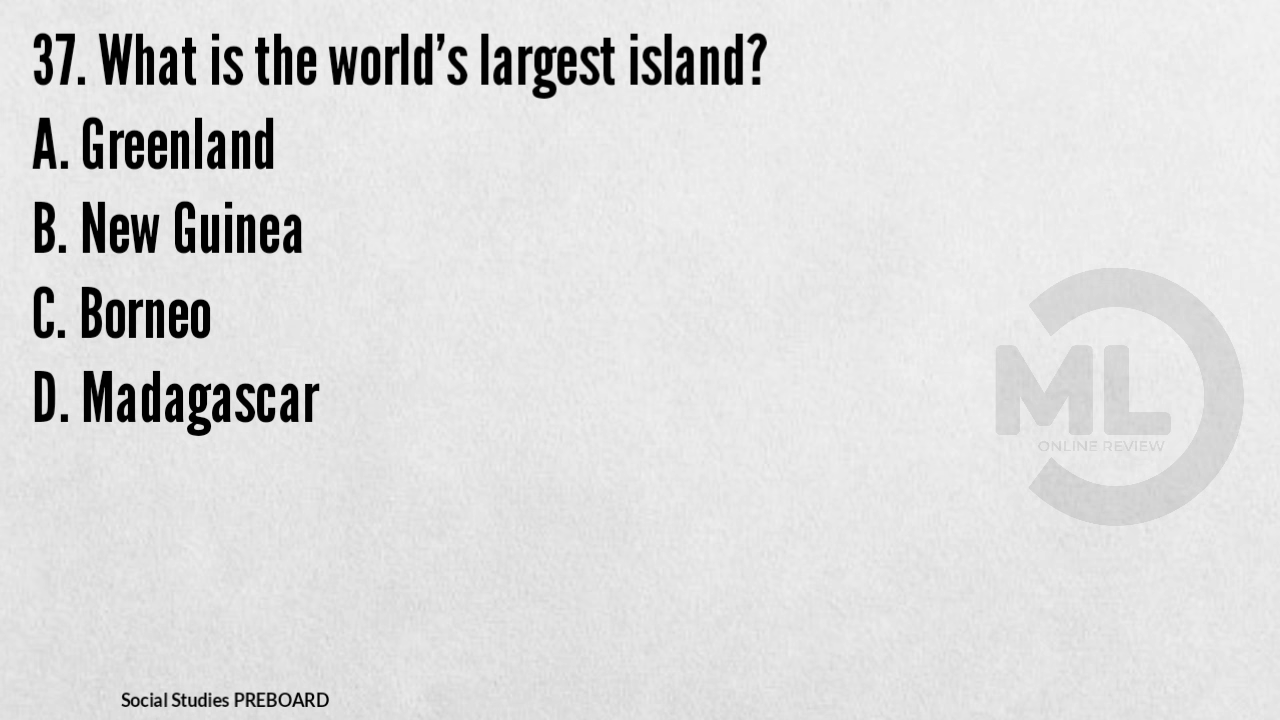 37. What is the world’s largest island?
A. Greenland
B. New Guinea
C. Borneo
D. Madagascar
ML
ONLINE REVIEW
Social Studies PREBOARD